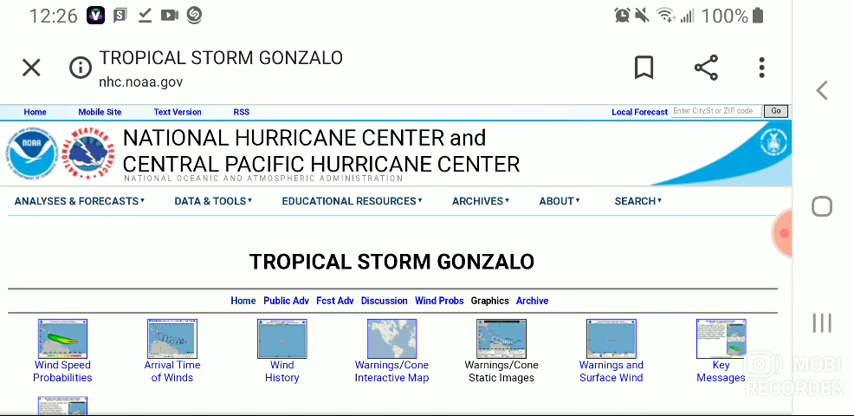 12:26 100%
TROPICAL STORM GONZALO
nhc.noaa.gov
Home Mobile Site Text Version RSS Local Forecast Enter City,St or ZIP code Go
NOAA
NATIONAL HURRICANE CENTER and
CENTRAL PACIFIC HURRICANE CENTER
NATIONAL OCEANIC AND ATMOSPHERIC ADMINISTRATION
ANALYSES & FORECASTS DATA & TOOLS EDUCATIONAL RESOURCES ARCHIVES ABOUT SEARCH
TROPICAL STORM GONZALO
Home Public Adv Fcst Adv Discussion Wind Probs Graphics Archive
Wind Speed Probabilities
Arrival Time of Winds
Wind History
Warnings/Cone Interactive Map
Warnings/Cone Static Images
Warnings and Surface Wind
Key Messages
MOBI
RECORDER